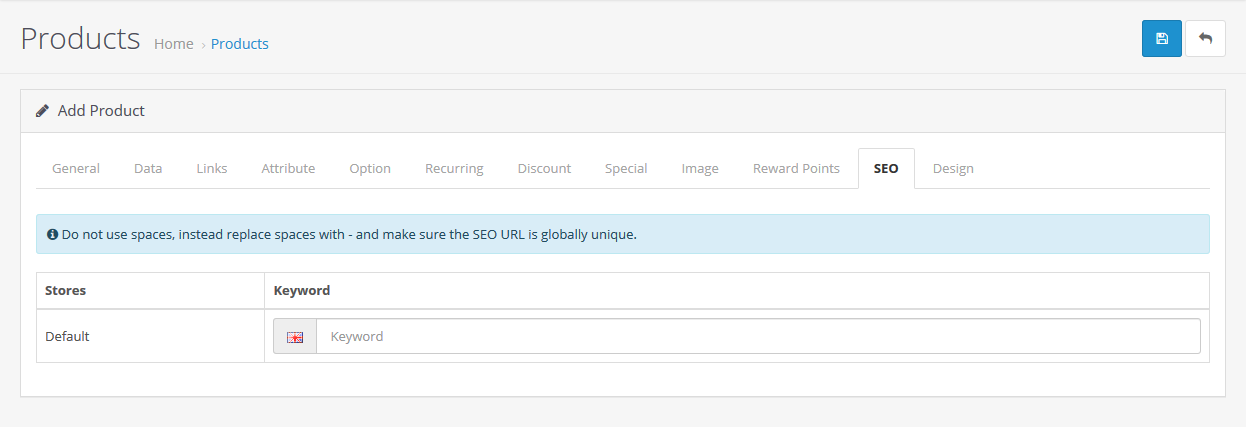 Products Home › Products
Add Product
General Data Links Attribute Option Recurring Discount Special Image Reward Points SEO Design
Do not use spaces, instead replace spaces with - and make sure the SEO URL is globally unique.
Stores Keyword
Default Keyword